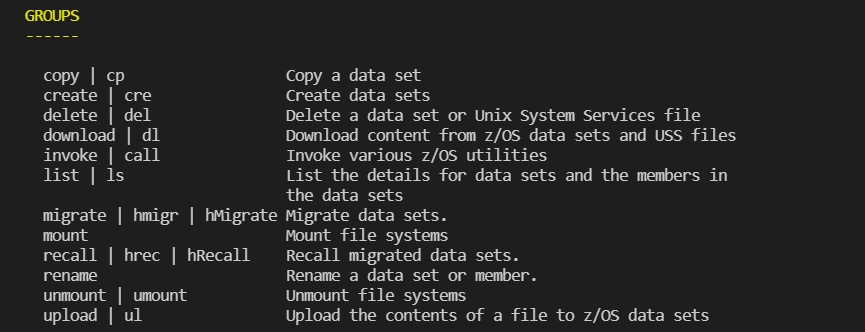 GROUPS
------
copy | cp Copy a data set
create | cre Create data sets
delete | del Delete a data set or Unix System Services file
download | dl Download content from z/OS data sets and USS files
invoke | call Invoke various z/OS utilities
list | ls List the details for data sets and the members in
the data sets
migrate | hmigr | hMigrate Migrate data sets.
mount Mount file systems
recall | hrec | hRecall Recall migrated data sets.
rename Rename a data set or member.
unmount | umount Unmount file systems
upload | ul Upload the contents of a file to z/OS data sets